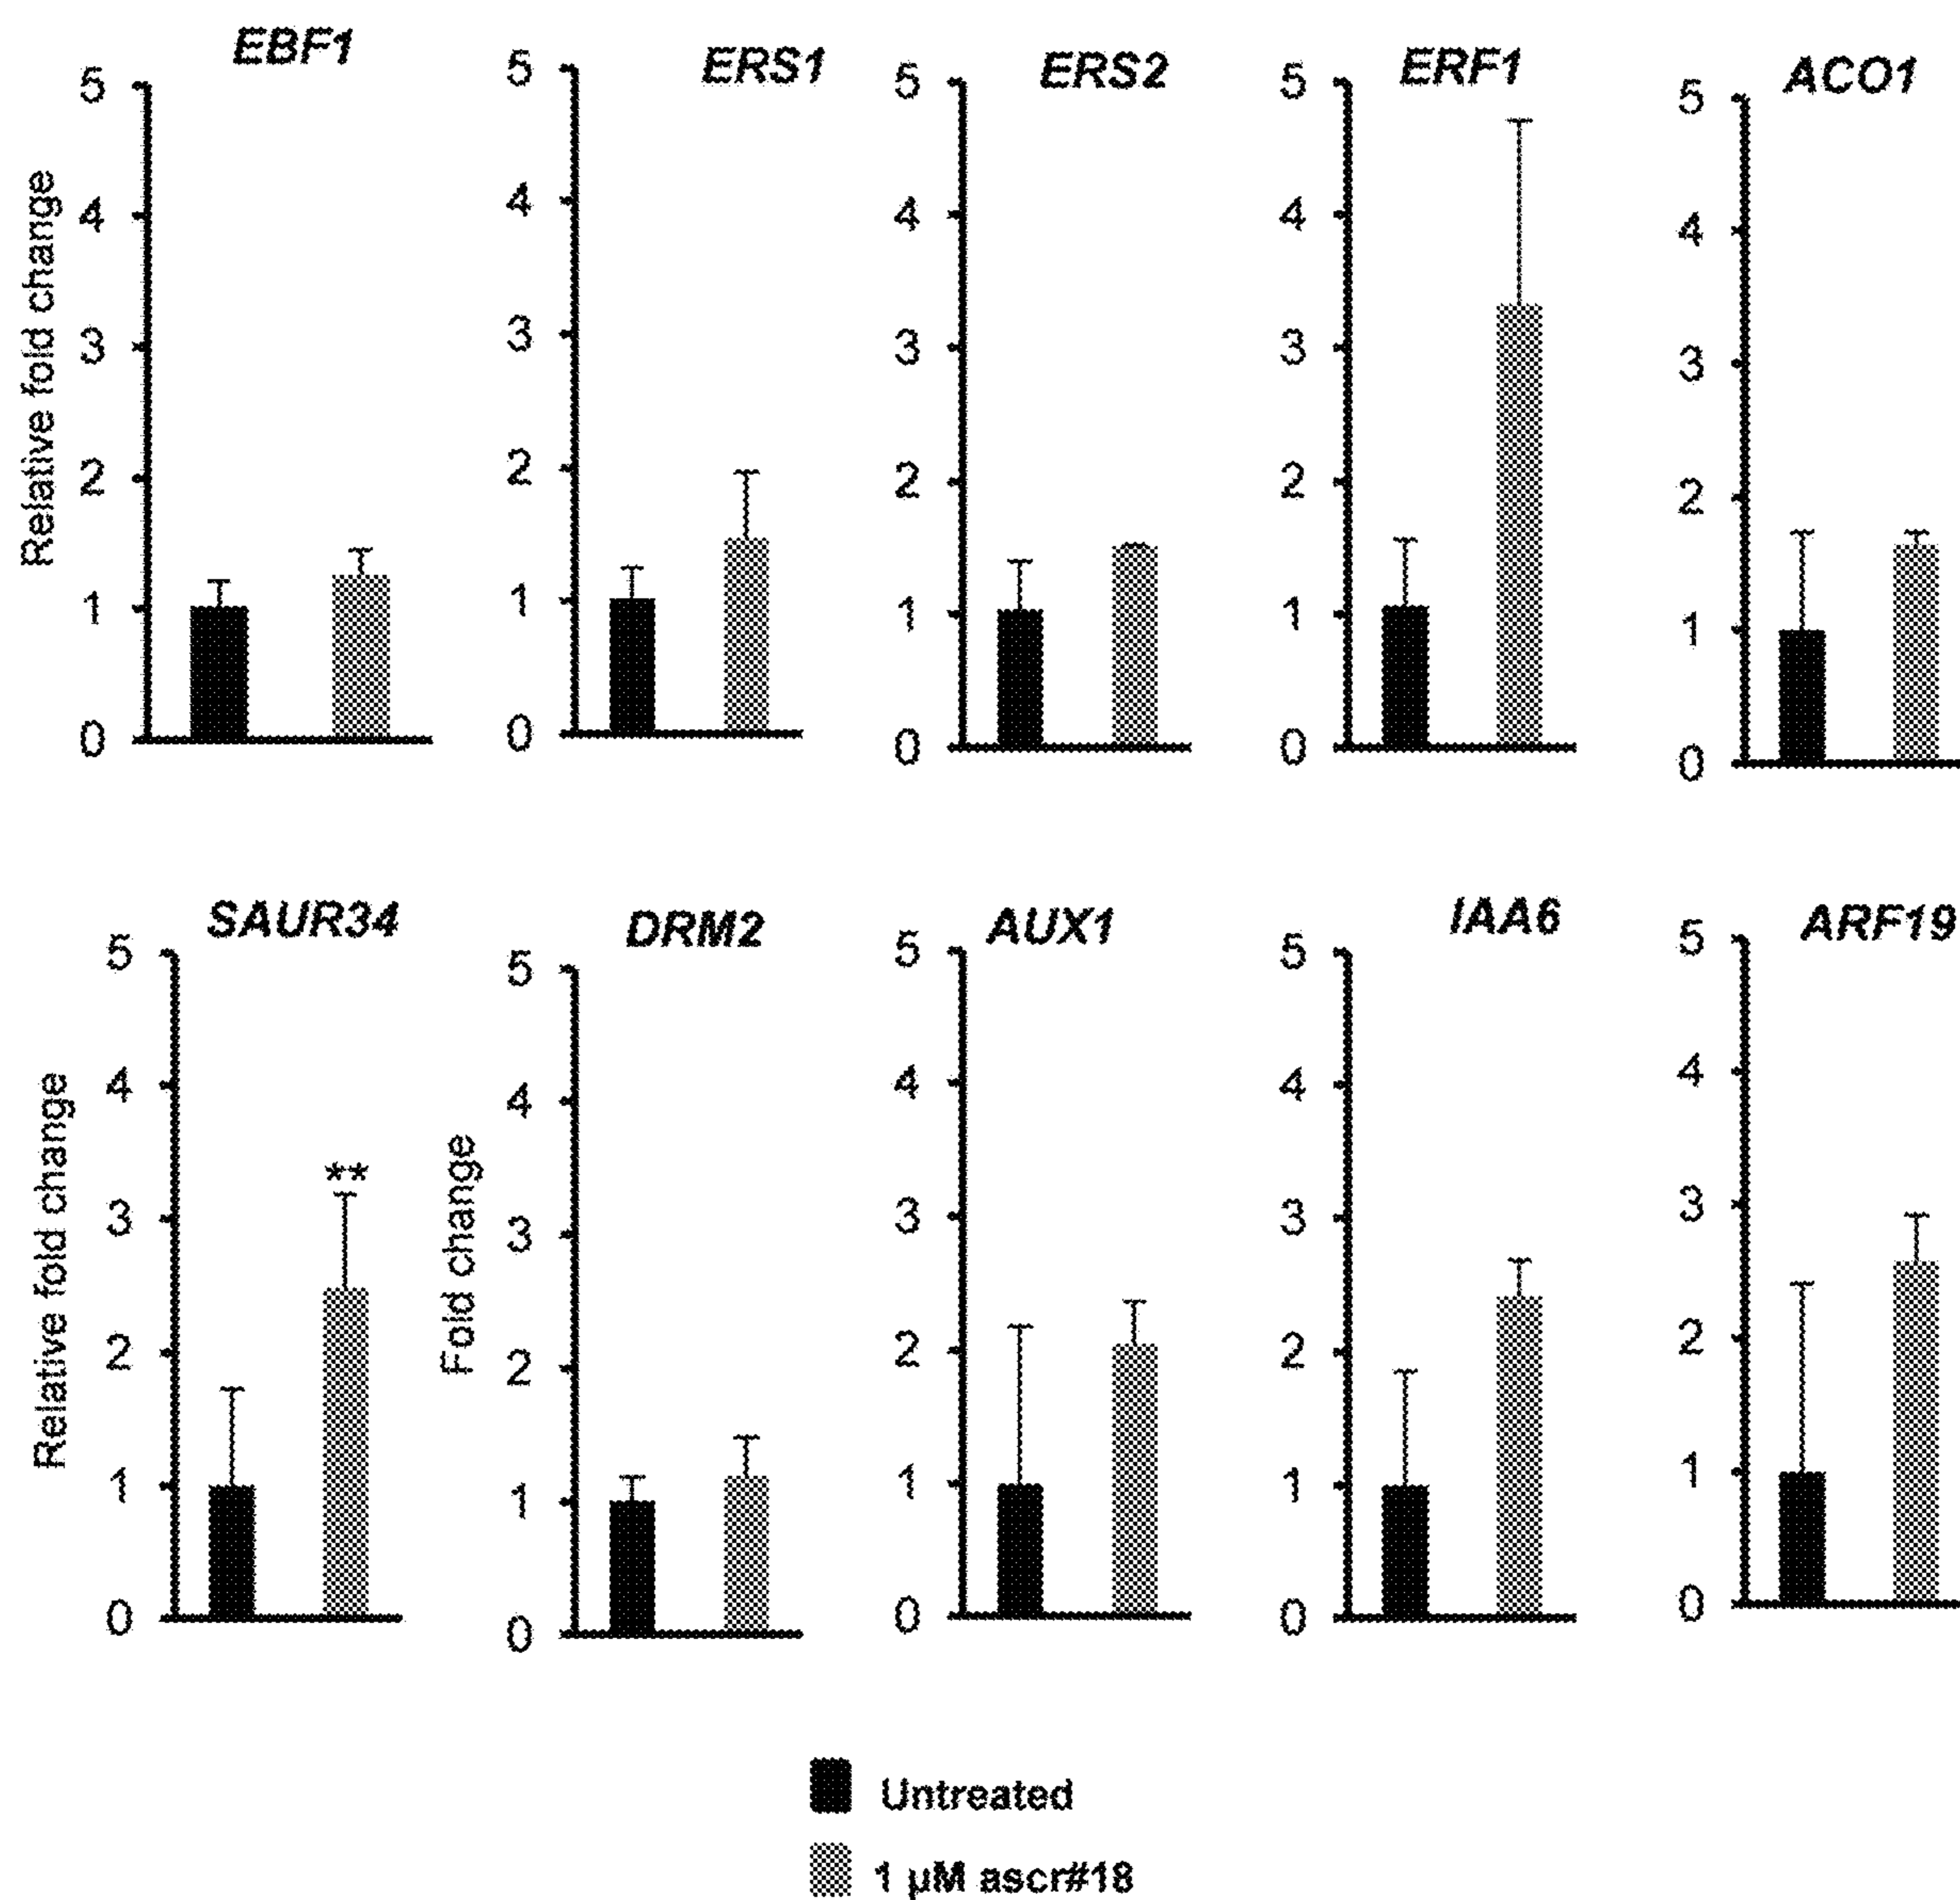 EBF1 ERS1 ERS2 ERF1 ACO1
5 5 5 5 5
4 4 4 4 4
3 3 3 3 3
2 2 2 2 2
1 1 1 1 1
0 0 0 0 0
Relative fold change
SAUR34 DRM2 AUX1 IAA6 ARF19
5 5 5 5 5
4 4 4 4 4
**
3 3 3 3 3
2 2 2 2 2
1 1 1 1 1
0 0 0 0 0
Relative fold change
Fold change
Untreated
1 µM ascr#18